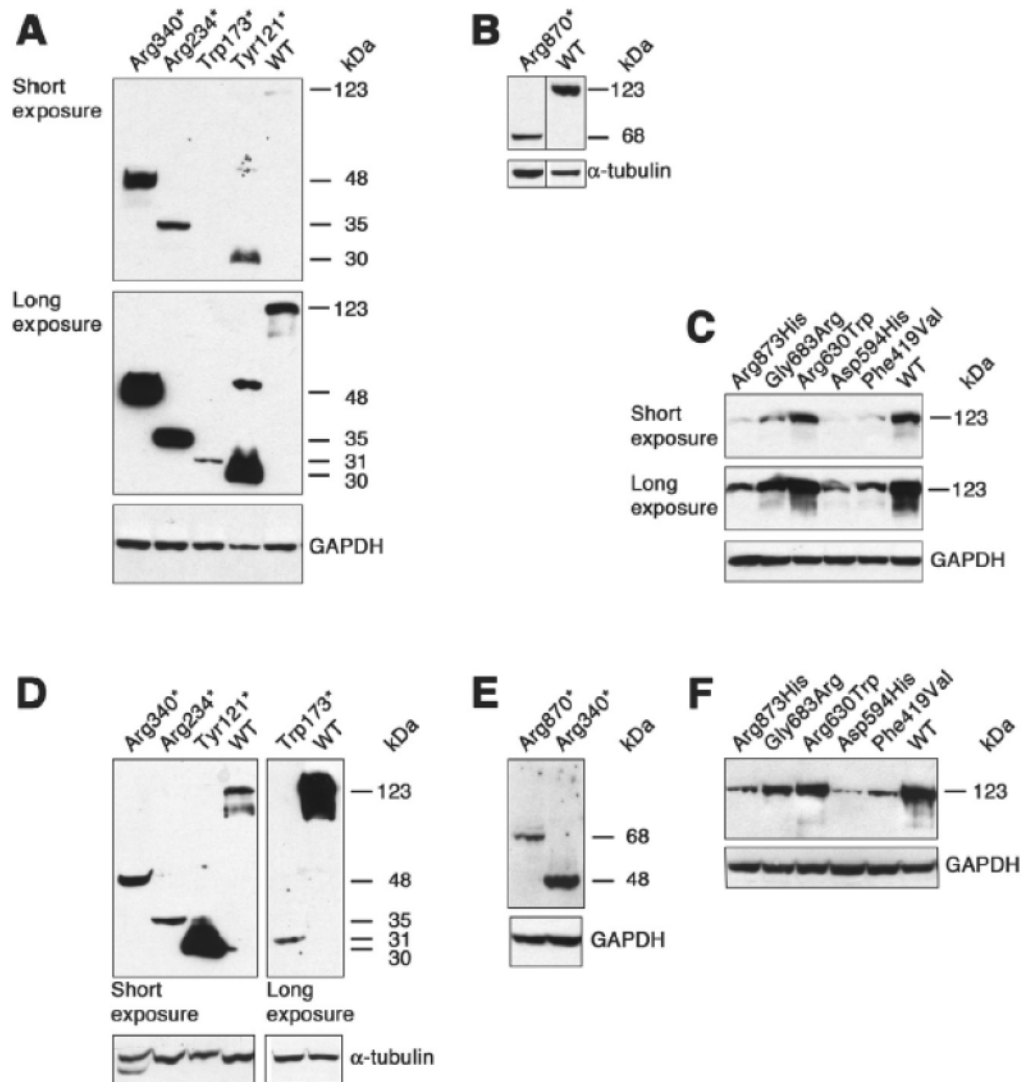 A
Arg340*
Arg234*
Trp173*
Tyr121*
WT
kDa
Short
exposure
123
48
35
30
Long
exposure
123
48
35
31
30
GAPDH
B
Arg870*
WT
kDa
123
68
α-tubulin
C
Arg873His
Gly683Arg
Arg630Trp
Asp594His
Phe419Val
WT
kDa
Short
exposure
123
Long
exposure
123
GAPDH
D
Arg340*
Arg234*
Tyr121*
WT
Trp173*
WT
kDa
123
48
35
31
30
Short
exposure
Long
exposure
α-tubulin
E
Arg870*
Arg340*
kDa
68
48
GAPDH
F
Arg873His
Gly683Arg
Arg630Trp
Asp594His
Phe419Val
WT
kDa
123
GAPDH